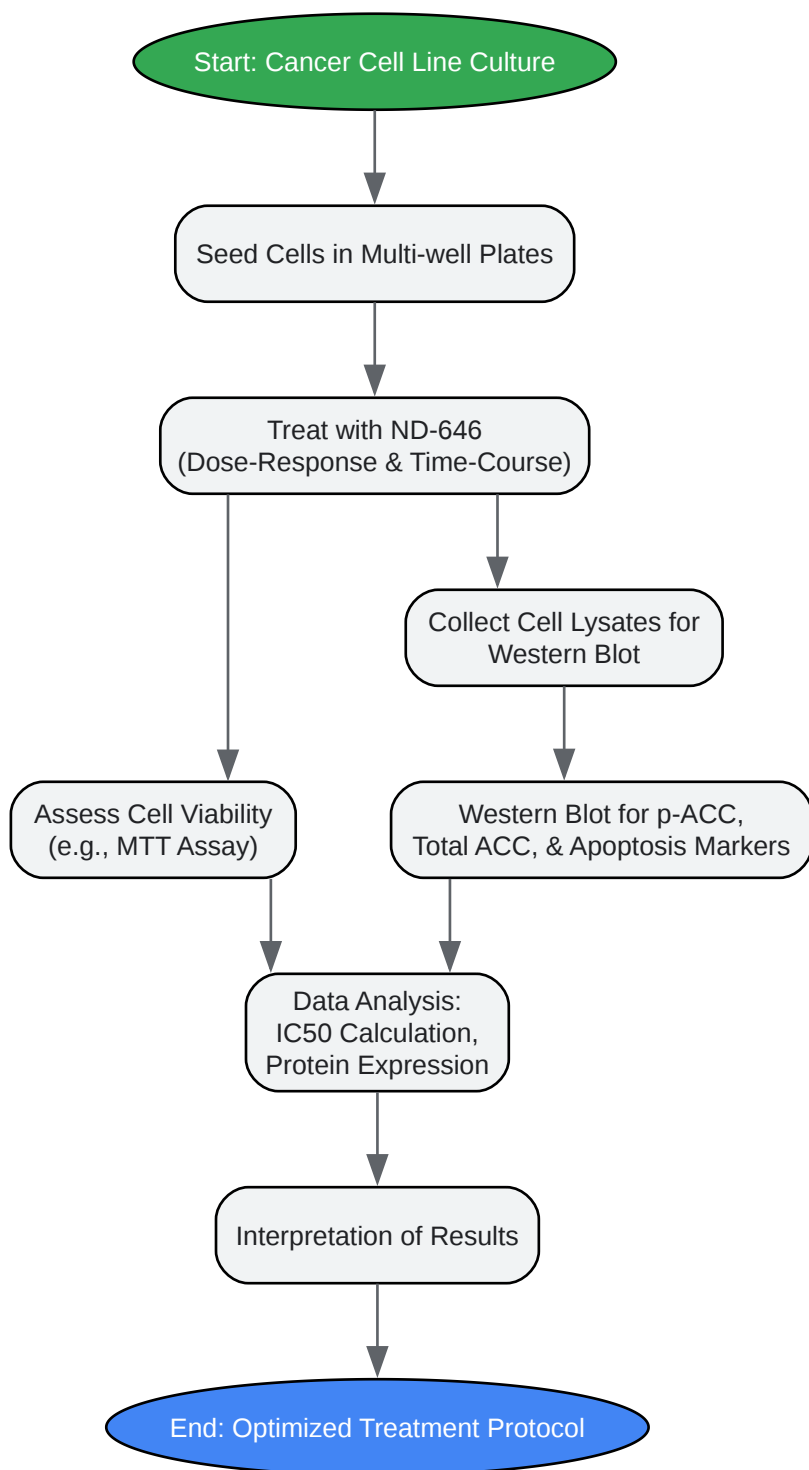 Start: Cancer Cell Line Culture
Seed Cells in Multi-well Plates
Treat with ND-646
(Dose-Response & Time-Course)
Collect Cell Lysates for
Western Blot
Assess Cell Viability
(e.g., MTT Assay)
Western Blot for p-ACC,
Total ACC, & Apoptosis Markers
Data Analysis:
IC50 Calculation,
Protein Expression
Interpretation of Results
End: Optimized Treatment Protocol